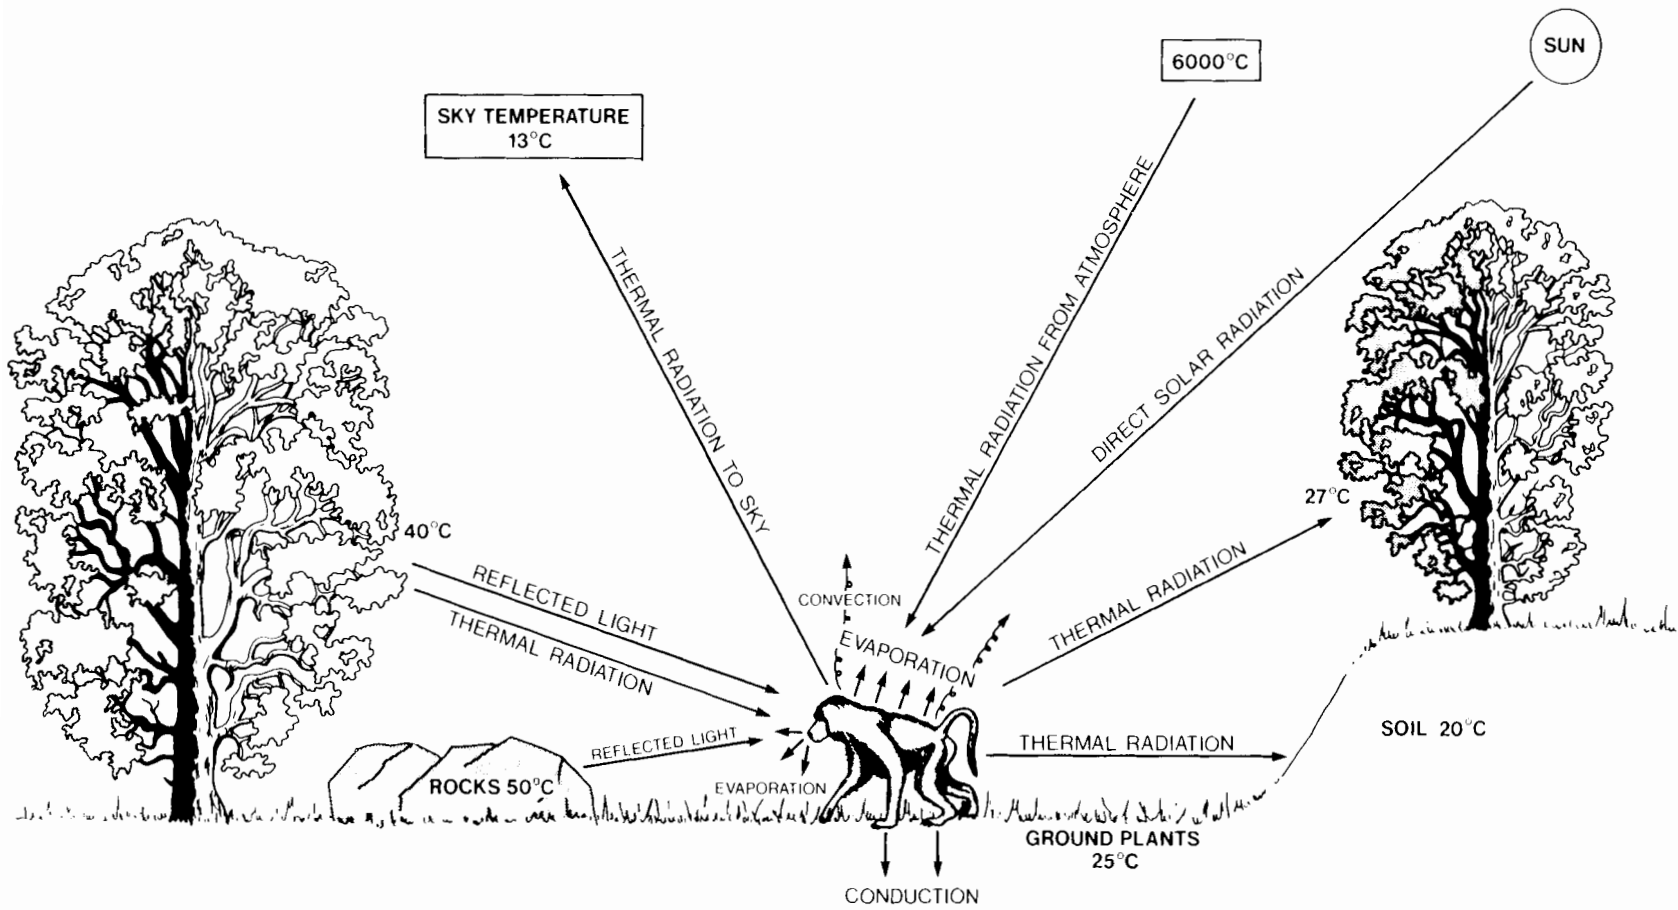 SUN
6000°C
SKY TEMPERATURE
13°C
THERMAL RADIATION TO SKY
THERMAL RADIATION FROM ATMOSPHERE
DIRECT SOLAR RADIATION
40°C
27°C
REFLECTED LIGHT
THERMAL RADIATION
CONVECTION
EVAPORATION
THERMAL RADIATION
REFLECTED LIGHT
THERMAL RADIATION
SOIL 20°C
ROCKS 50°C
EVAPORATION
GROUND PLANTS
25°C
CONDUCTION